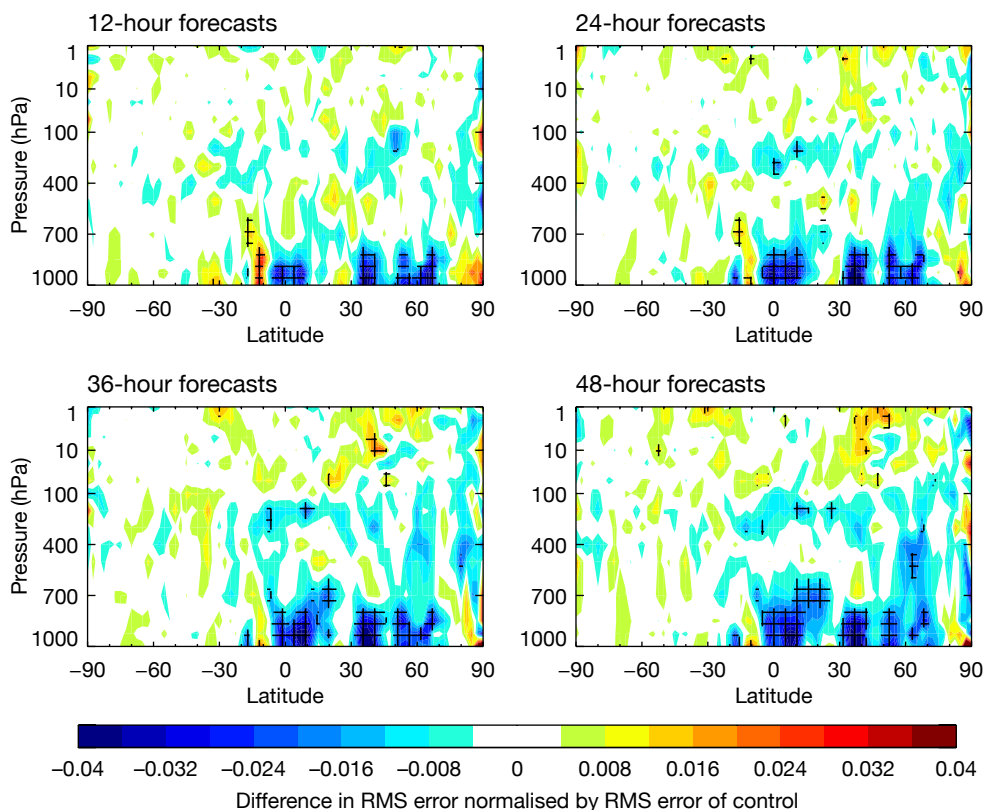 12-hour forecasts
24-hour forecasts
Pressure (hPa)
1
10
100
400
700
1000
1
10
100
400
700
1000
−90 −60 −30 0 30 60 90
−90 −60 −30 0 30 60 90
Latitude
Latitude
36-hour forecasts
48-hour forecasts
Pressure (hPa)
1
10
100
400
700
1000
1
10
100
400
700
1000
−90 −60 −30 0 30 60 90
−90 −60 −30 0 30 60 90
Latitude
Latitude
−0.04 −0.032 −0.024 −0.016 −0.008 0 0.008 0.016 0.024 0.032 0.04
Difference in RMS error normalised by RMS error of control